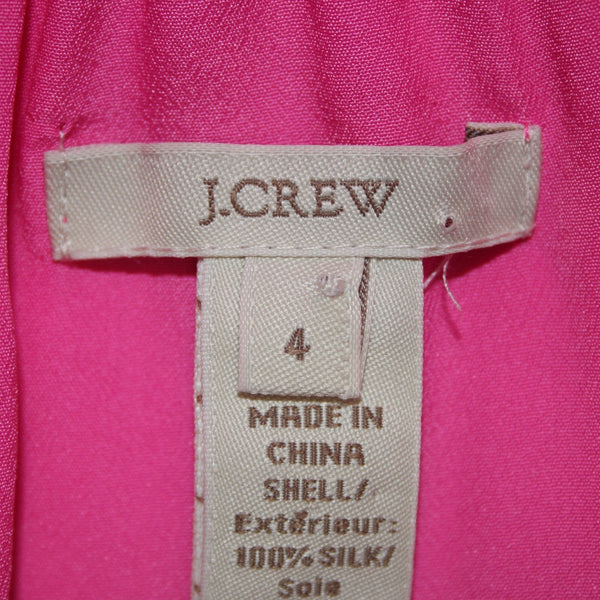 J.CREW
4
MADE IN
CHINA
SHELL/
Extérieur:
100% SILK/
Soie